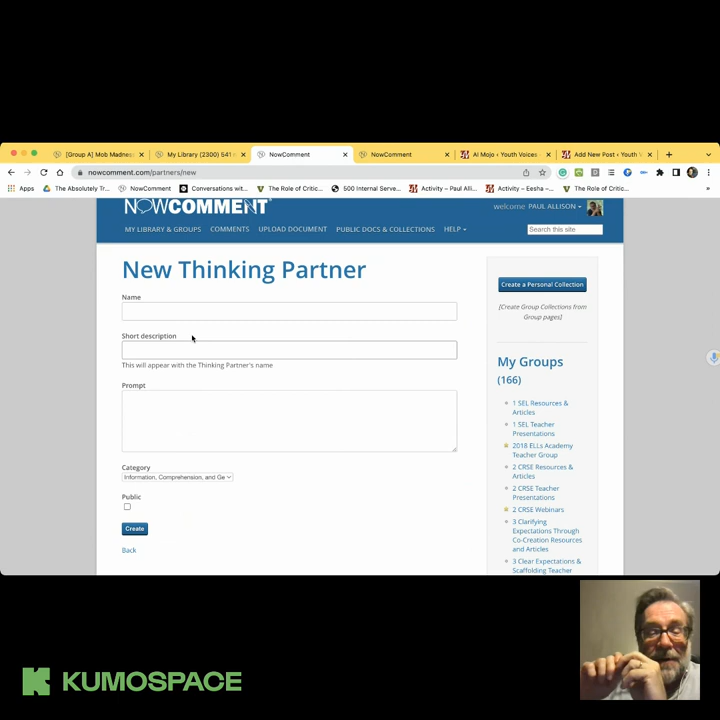 [Group A] Mob Madnes
My Library (2300) 541
NowComment
NowComment
AI Mojo ‹ Youth Voices
Add New Post ‹ Youth V
nowcomment.com/partners/new
Apps
The Absolutely Tr...
NowComment
Conversations wit...
The Role of Critic...
500 Internal Serve...
Activity – Paul Alli...
Activity – Eesha –...
The Role of Critic...
NOWCOMMENT
welcome PAUL ALLISON
MY LIBRARY & GROUPS
COMMENTS
UPLOAD DOCUMENT
PUBLIC DOCS & COLLECTIONS
HELP
Search this site
New Thinking Partner
Name
Short description
This will appear with the Thinking Partner's name
Prompt
Category
Information, Comprehension, and Ge
Public
Create
Back
Create a Personal Collection
[Create Group Collections from
Group pages]
My Groups
(166)
1 SEL Resources &
Articles
1 SEL Teacher
Presentations
2018 ELLs Academy
Teacher Group
2 CRSE Resources &
Articles
2 CRSE Teacher
Presentations
2 CRSE Webinars
3 Clarifying
Expectations Through
Co-Creation Resources
and Articles
3 Clear Expectations &
Scaffolding Teacher
KUMOSPACE